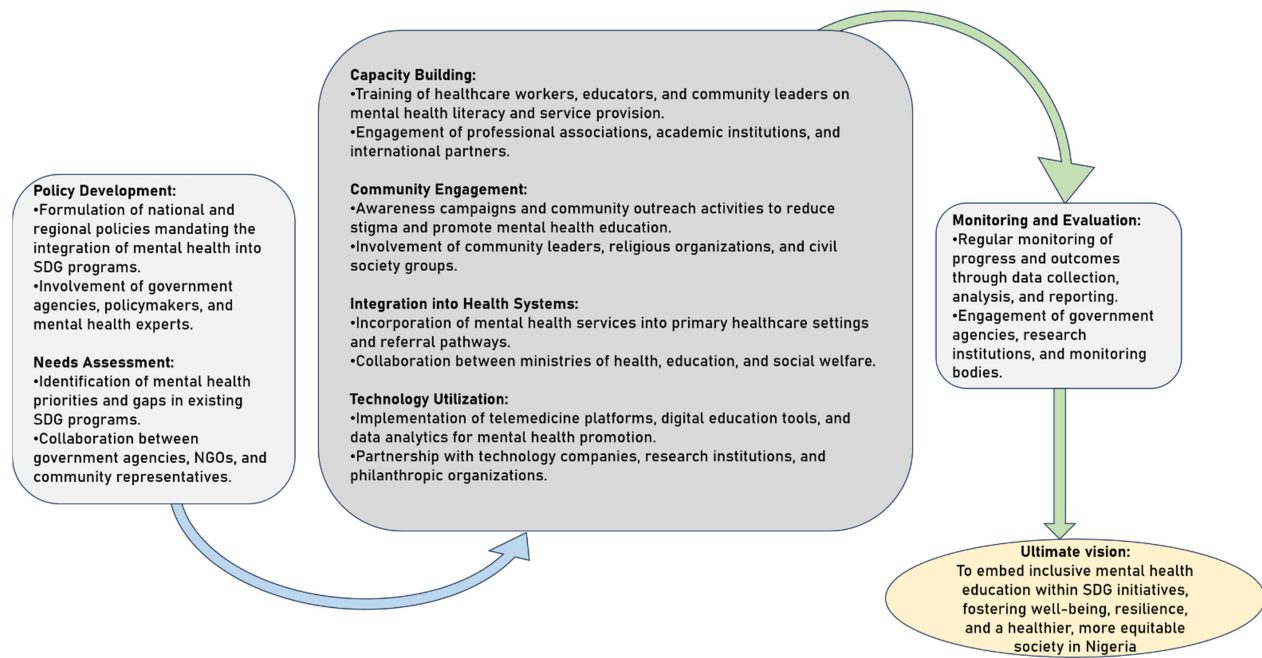 Policy Development:
•Formulation of national and
regional policies mandating the
integration of mental health into
SDG programs.
•Involvement of government
agencies, policymakers, and
mental health experts.
Needs Assessment:
•Identification of mental health
priorities and gaps in existing
SDG programs.
•Collaboration between
government agencies, NGOs, and
community representatives.
Capacity Building:
•Training of healthcare workers, educators, and community leaders on
mental health literacy and service provision.
•Engagement of professional associations, academic institutions, and
international partners.
Community Engagement:
•Awareness campaigns and community outreach activities to reduce
stigma and promote mental health education.
•Involvement of community leaders, religious organizations, and civil
society groups.
Integration into Health Systems:
•Incorporation of mental health services into primary healthcare settings
and referral pathways.
•Collaboration between ministries of health, education, and social welfare.
Technology Utilization:
•Implementation of telemedicine platforms, digital education tools, and
data analytics for mental health promotion.
•Partnership with technology companies, research institutions, and
philanthropic organizations.
Monitoring and Evaluation:
•Regular monitoring of
progress and outcomes
through data collection,
analysis, and reporting.
•Engagement of government
agencies, research
institutions, and monitoring
bodies.
Ultimate vision:
To embed inclusive mental health
education within SDG initiatives,
fostering well-being, resilience,
and a healthier, more equitable
society in Nigeria